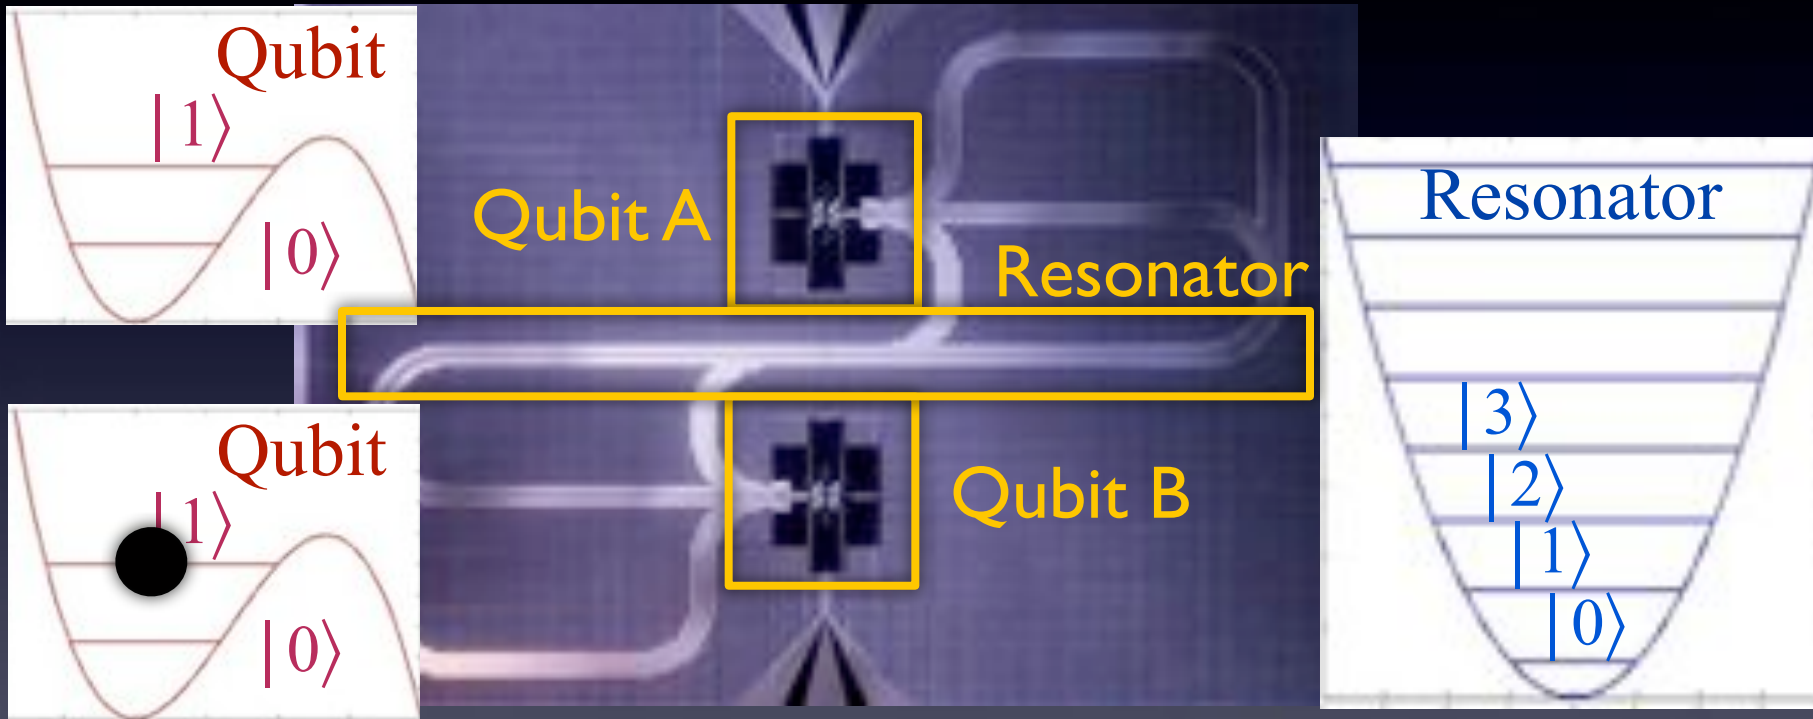 Qubit
|1⟩
|0⟩
Qubit A
Resonator
Resonator
|3⟩
|2⟩
|1⟩
|0⟩
Qubit
|1⟩
|0⟩
Qubit B